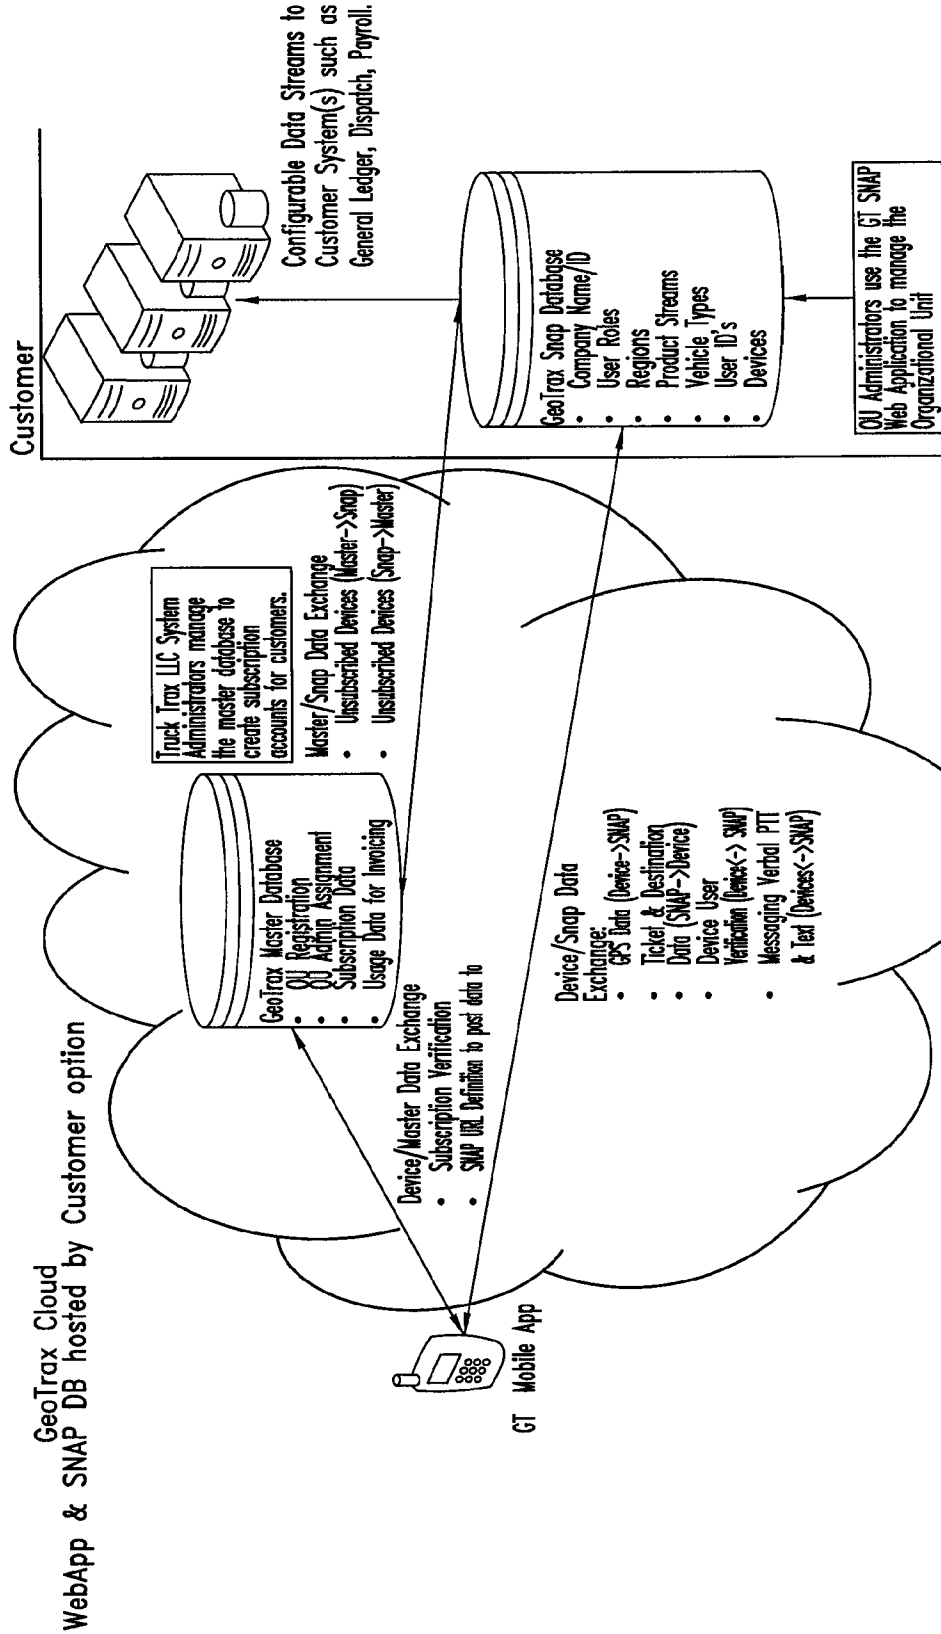 GeoTrax Cloud
WebApp & SNAP DB hosted by Customer option
Customer
Configurable Data Streams to
Customer System(s) such as
General Ledger, Dispatch, Payroll.
Truck Trax LLC System
Administrators manage
the master database to
create subscription
accounts for customers.
GeoTrax Master Database
• OU Registration
• OU Admin Assignment
• Subscription Data
• Usage Data for Invoicing
Master/Snap Data Exchange
• Unsubscribed Devices (Master->Snap)
• Unsubscribed Devices (Snap->Master)
Device/Master Data Exchange
• Subscription Verification
• SNAP URL Definition to post data to
GT Mobile App
Device/Snap Data
Exchange:
• GPS Data (Device->SNAP)
• Ticket & Destination
• Data (SNAP->Device)
• Device User
Verification (Device<-> SNAP)
• Messaging Verbal PTT
& Text (Devices<->SNAP)
GeoTrax Snap Database
• Company Name/ID
• User Roles
• Regions
• Product Streams
• Vehicle Types
• User ID's
• Devices
OU Administrators use the GT SNAP
Web Application to manage the
Organizational Unit